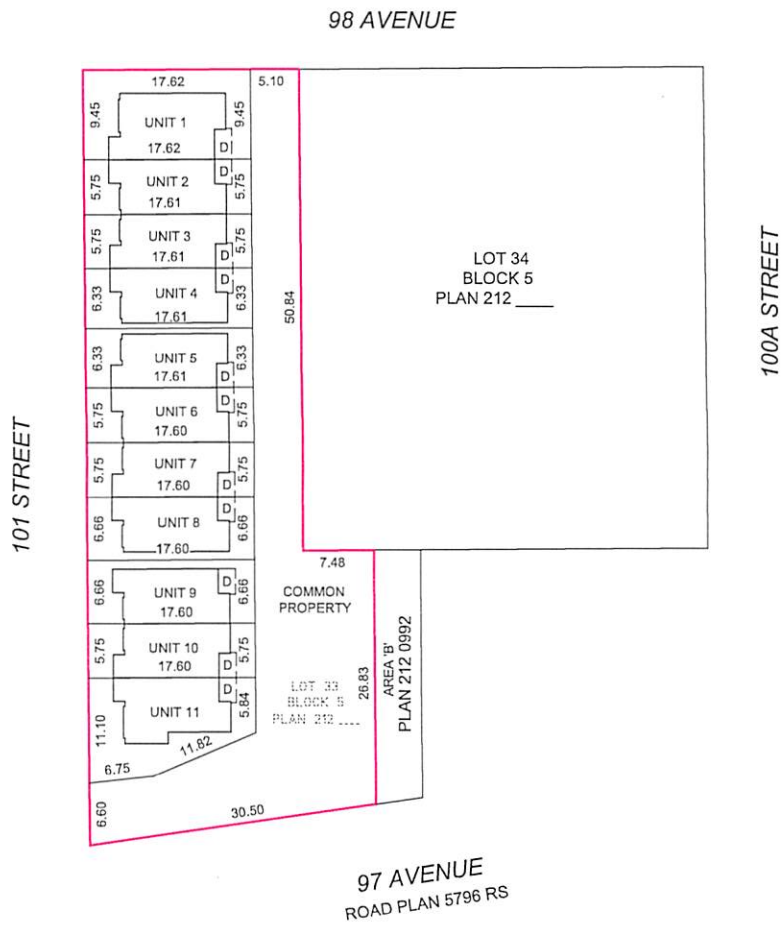 98 AVENUE
17.62
5.10
9.45
UNIT 1
9.45
17.62
D
D
5.75
UNIT 2
5.75
17.61
5.75
UNIT 3
5.75
17.61
D
D
6.33
UNIT 4
6.33
17.61
50.84
LOT 34
BLOCK 5
PLAN 212 ____
100A STREET
6.33
UNIT 5
6.33
17.61
D
D
5.75
UNIT 6
5.75
17.60
101 STREET
5.75
UNIT 7
5.75
17.60
D
D
6.66
UNIT 8
6.66
17.60
7.48
6.66
UNIT 9
17.60
D
6.66
COMMON
PROPERTY
5.75
UNIT 10
17.60
5.75
D
D
LOT 33
BLOCK 5
PLAN 212 ____
26.83
AREA 'B'
PLAN 212 0992
11.10
UNIT 11
5.84
11.82
6.75
6.60
30.50
97 AVENUE
ROAD PLAN 5796 RS